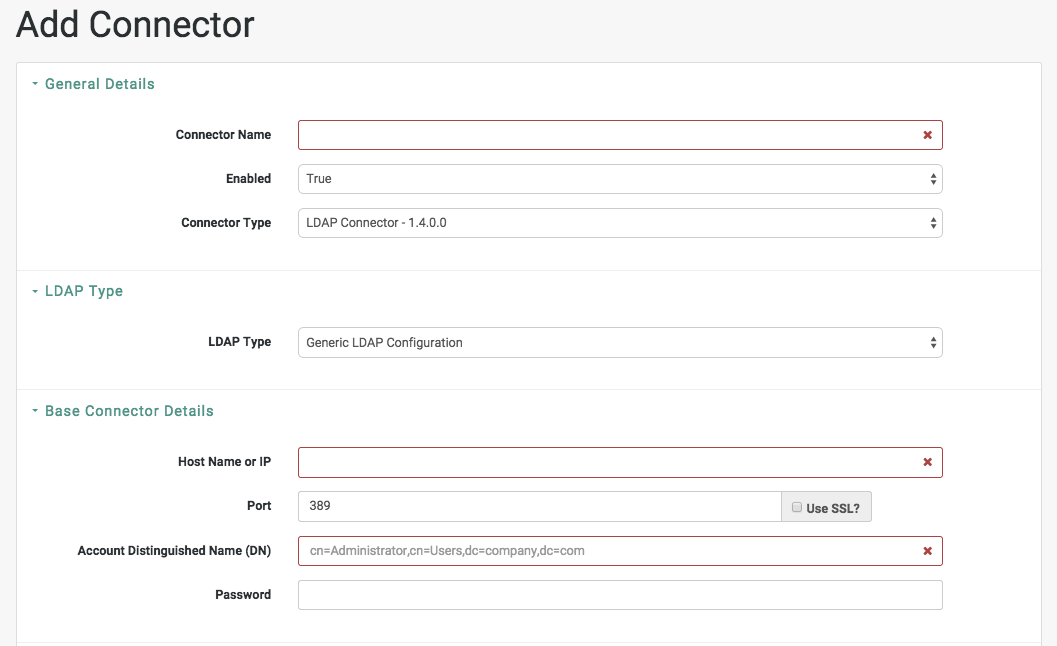 Add Connector
General Details
Connector Name
Enabled True
Connector Type LDAP Connector - 1.4.0.0
LDAP Type
LDAP Type Generic LDAP Configuration
Base Connector Details
Host Name or IP
Port 389 Use SSL?
Account Distinguished Name (DN) cn=Administrator,cn=Users,dc=company,dc=com
Password